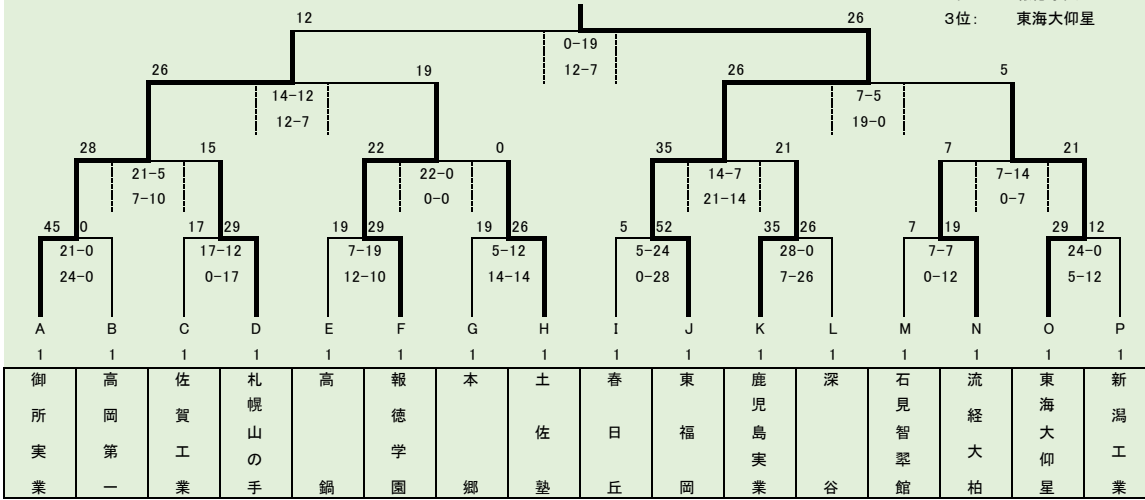 12 26
3位: 東海大仰星
0-19
12-7
26 19 26 5
14-12 7-5
12-7 19-0
28 15 22 0 35 21 7 21
21-5 22-0 14-7 7-14
7-10 0-0 21-14 0-7
45 0 17 29 19 29 19 26 5 52 35 26 7 19 29 12
21-0 17-12 7-19 5-12 5-24 28-0 7-7 24-0
24-0 0-17 12-10 14-14 0-28 7-26 0-12 5-12
A B C D E F G H I J K L M N O P
1 1 1 1 1 1 1 1 1 1 1 1 1 1 1 1
御所実業
高岡第一
佐賀工業
札幌山の手
高鍋
報徳学園
本郷
土佐塾
春日丘
東福岡
鹿児島実業
深谷
石見智翠館
流経大柏
東海大仰星
新潟工業